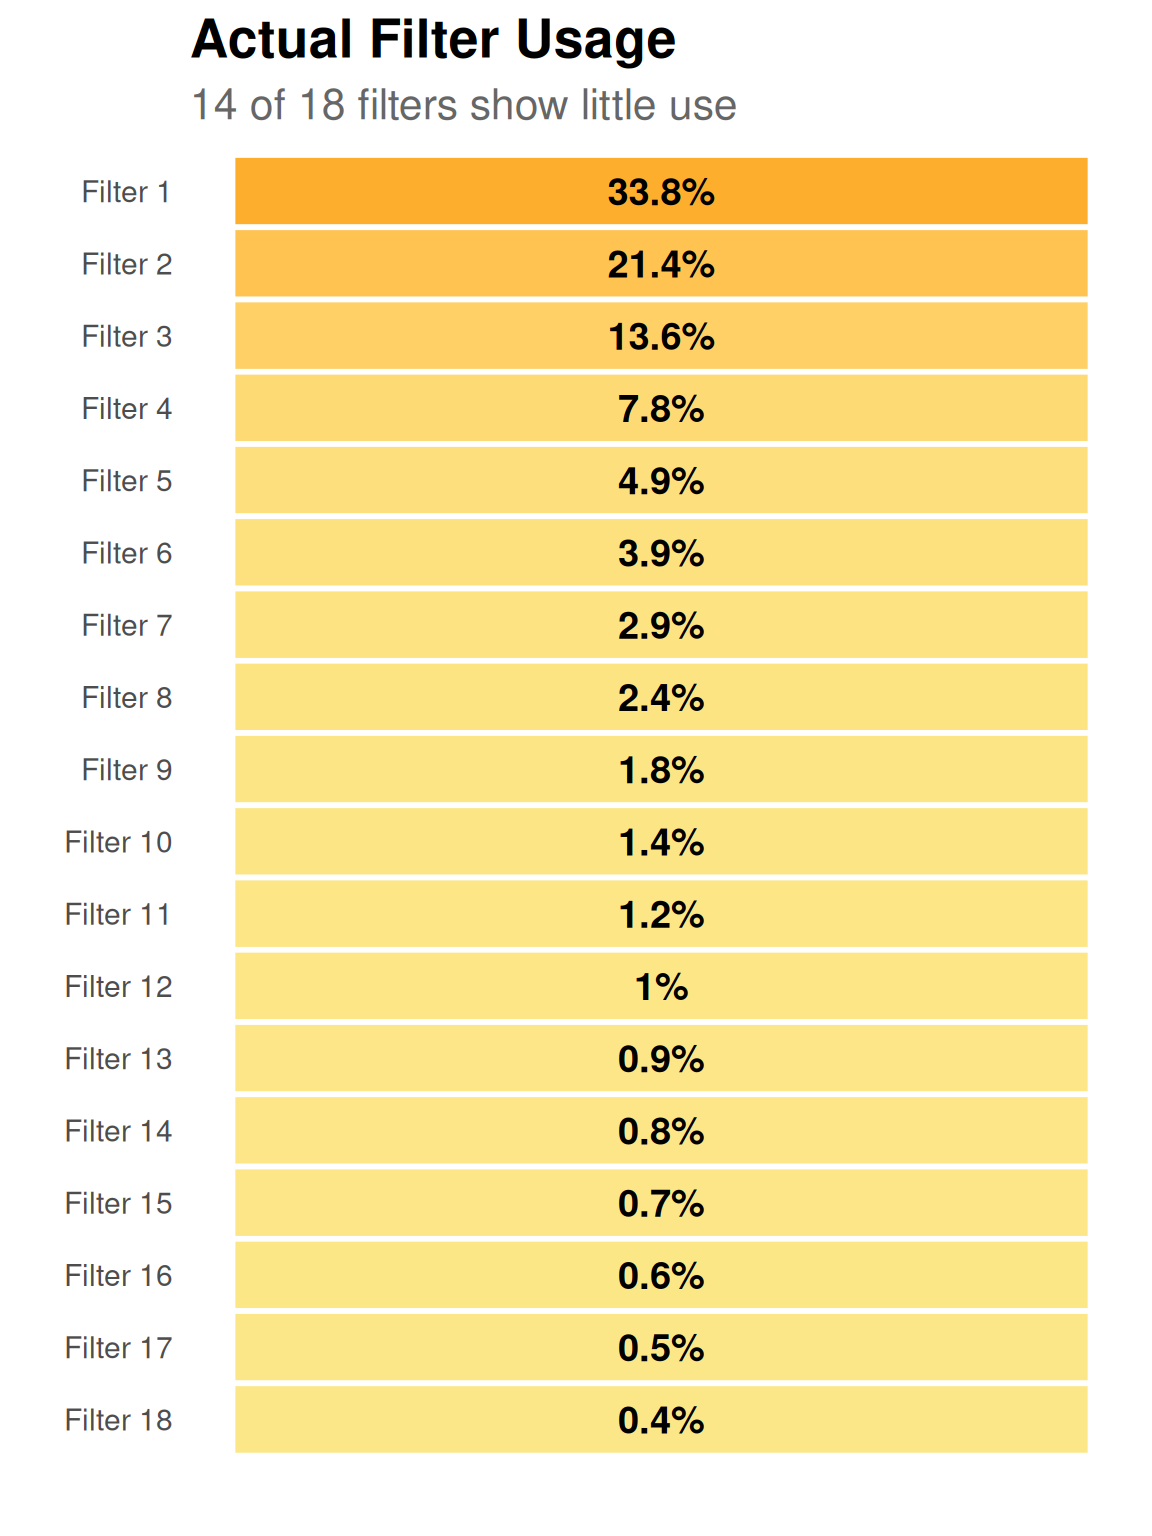 Actual Filter Usage
14 of 18 filters show little use
Filter 1 33.8%
Filter 2 21.4%
Filter 3 13.6%
Filter 4 7.8%
Filter 5 4.9%
Filter 6 3.9%
Filter 7 2.9%
Filter 8 2.4%
Filter 9 1.8%
Filter 10 1.4%
Filter 11 1.2%
Filter 12 1%
Filter 13 0.9%
Filter 14 0.8%
Filter 15 0.7%
Filter 16 0.6%
Filter 17 0.5%
Filter 18 0.4%